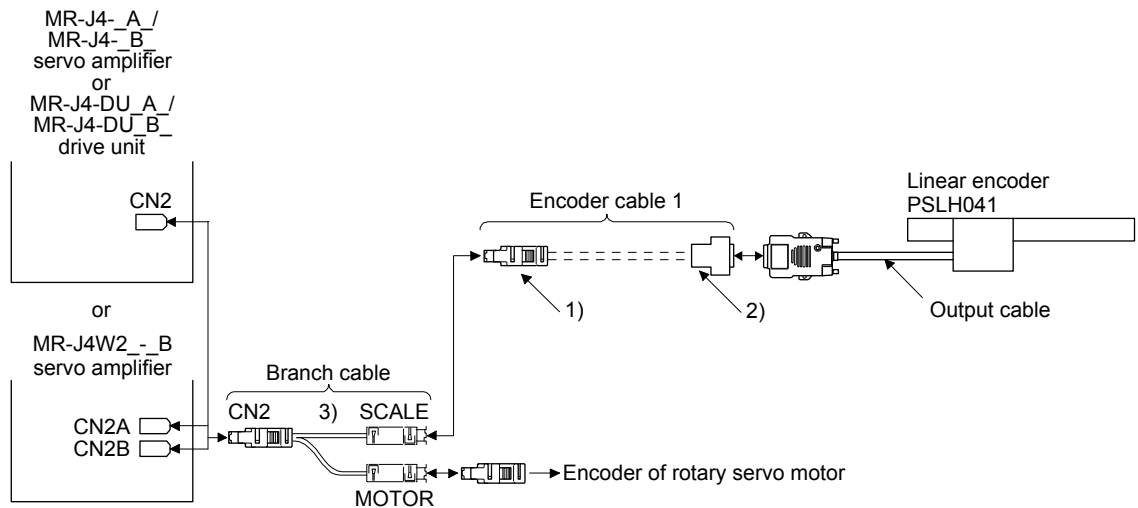 MR-J4-_A_/
MR-J4-_B_
servo amplifier
or
MR-J4-DU_A_/
MR-J4-DU_B_
drive unit
CN2
or
MR-J4W2_-_B
servo amplifier
CN2A
CN2B
Branch cable
CN2 3) SCALE
MOTOR
Encoder of rotary servo motor
Encoder cable 1
1)
2)
Linear encoder
PSLH041
Output cable